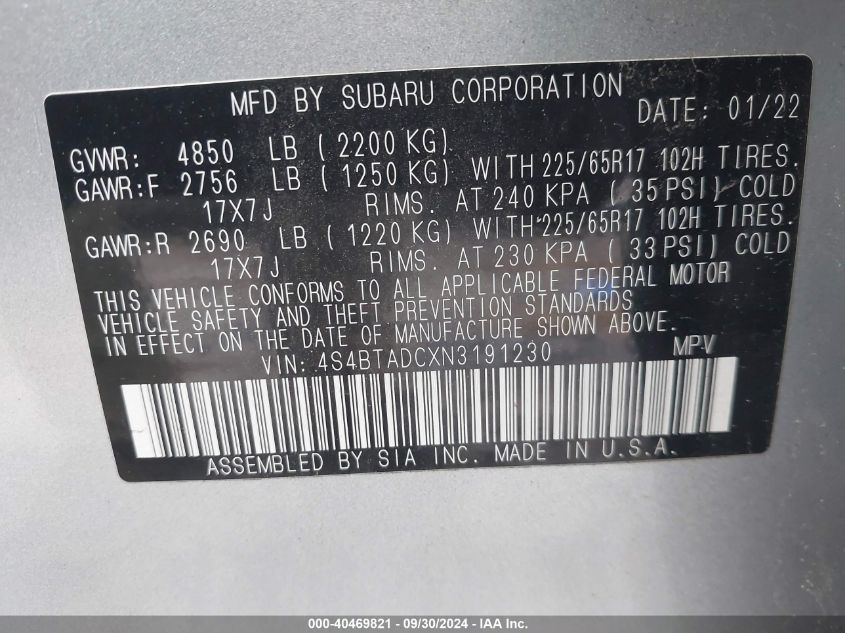 MFD BY SUBARU CORPORATION DATE: 01/22
GVWR: 4850 LB ( 2200 KG)
GAWR:F 2756 LB ( 1250 KG) WITH 225/65R17 102H TIRES.
17X7J RIMS. AT 240 KPA ( 35 PSI) COLD
GAWR:R 2690 LB ( 1220 KG) WITH 225/65R17 102H TIRES.
17X7J RIMS. AT 230 KPA ( 33 PSI) COLD
THIS VEHICLE CONFORMS TO ALL APPLICABLE FEDERAL MOTOR
VEHICLE SAFETY AND THEFT PREVENTION STANDARDS
IN EFFECT ON THE DATE OF MANUFACTURE SHOWN ABOVE.
VIN: 4S4BTADCXN3191230 MPV
ASSEMBLED BY SIA INC. MADE IN U.S.A.
000-40469821 - 09/30/2024 - IAA Inc.